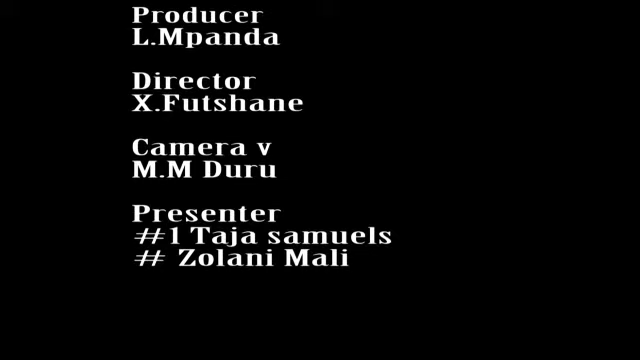 Producer
L.Mpanda
Director
X.Futshane
Camera v
M.M Duru
Presenter
#1 Taja samuels
# Zolani Mali